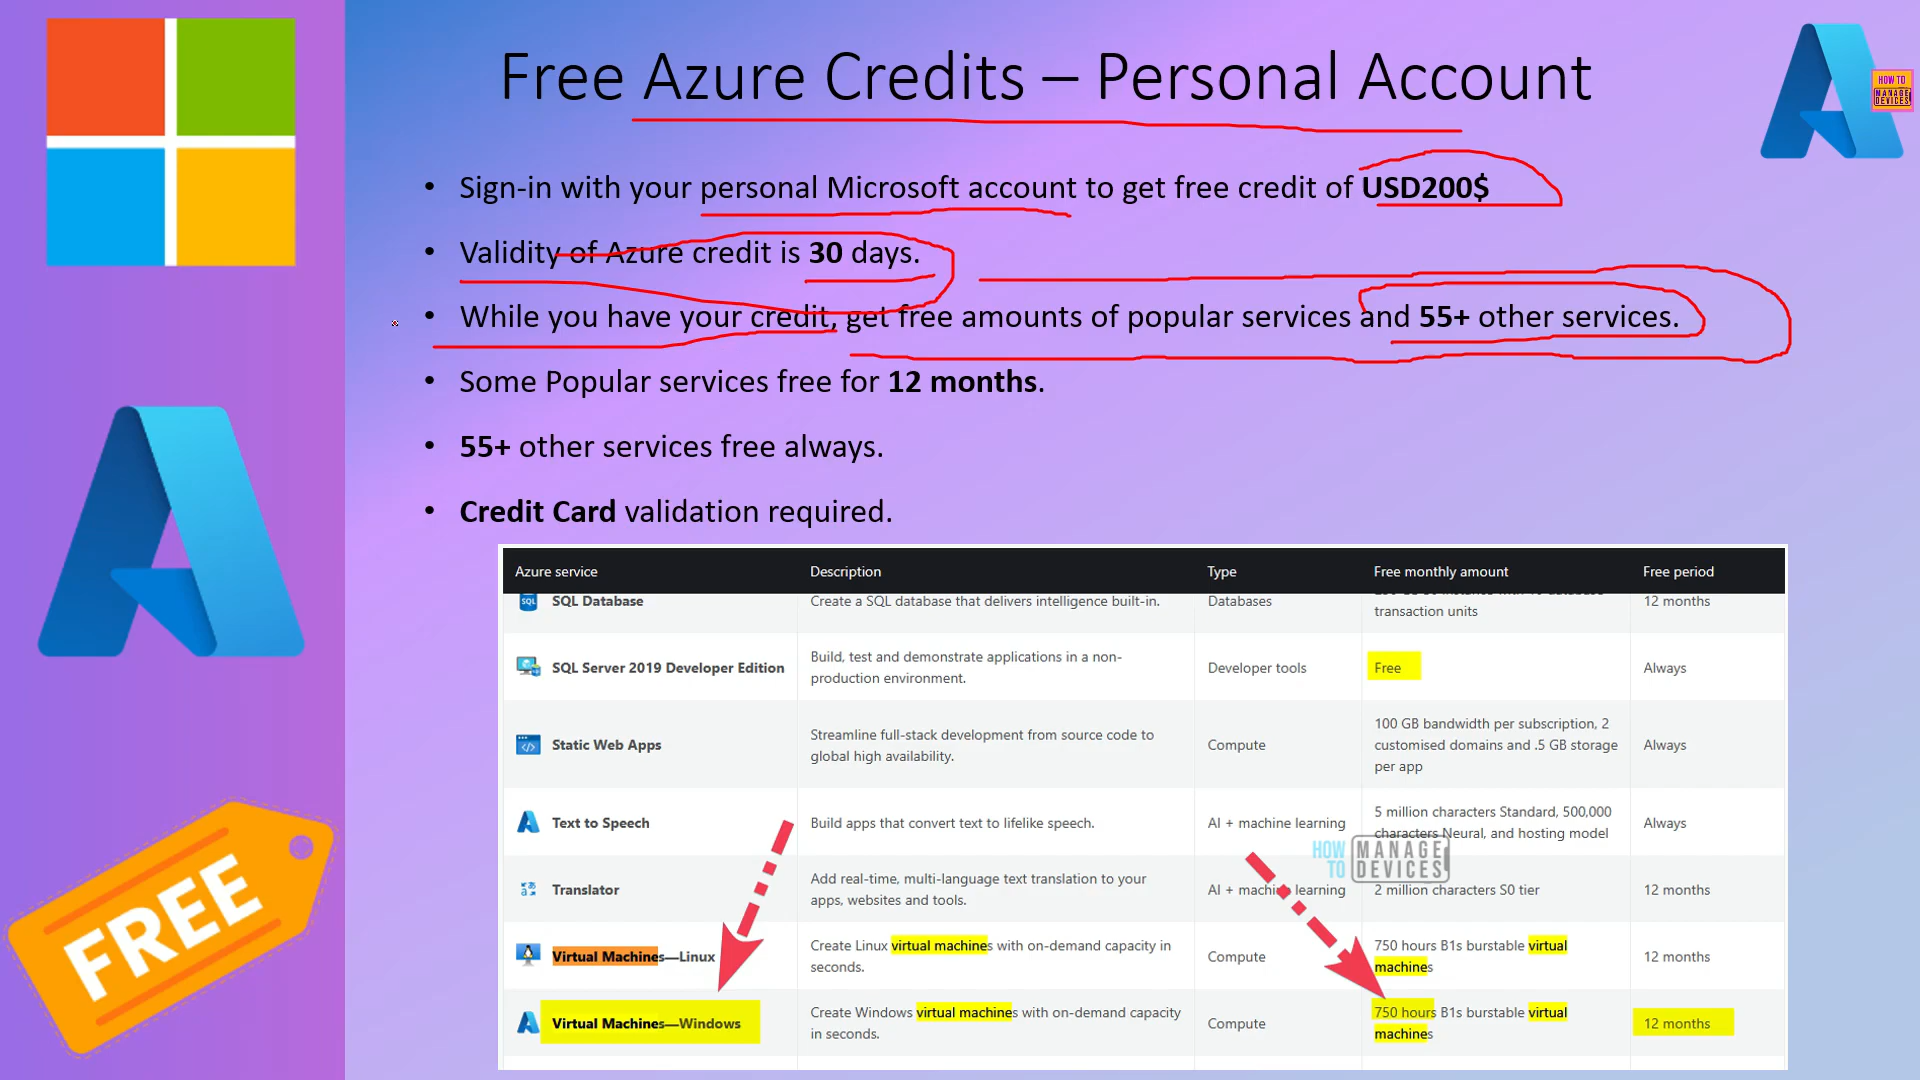 Free Azure Credits – Personal Account
HOW TO
MANAGE
DEVICES
• Sign-in with your personal Microsoft account to get free credit of USD200$
• Validity of Azure credit is 30 days.
• While you have your credit, get free amounts of popular services and 55+ other services.
• Some Popular services free for 12 months.
• 55+ other services free always.
• Credit Card validation required.
FREE
Azure service Description Type Free monthly amount Free period
SQL
SQL Database Create a SQL database that delivers intelligence built-in. Databases
transaction units
12 months
SQL Server 2019 Developer Edition
Build, test and demonstrate applications in a non-
production environment.
Developer tools
Free
Always
Static Web Apps
Streamline full-stack development from source code to
global high availability.
Compute
100 GB bandwidth per subscription, 2
customised domains and .5 GB storage
per app
Always
Text to Speech
Build apps that convert text to lifelike speech.
AI + machine learning
5 million characters Standard, 500,000
characters Neural, and hosting model
Always
HOW
TO
MANAGE
DEVICES
Translator
Add real-time, multi-language text translation to your
apps, websites and tools.
AI + machine learning
2 million characters S0 tier
12 months
Virtual Machines—Linux
Create Linux virtual machines with on-demand capacity in
seconds.
Compute
750 hours B1s burstable virtual
machines
12 months
Virtual Machines—Windows
Create Windows virtual machines with on-demand capacity
in seconds.
Compute
750 hours B1s burstable virtual
machines
12 months